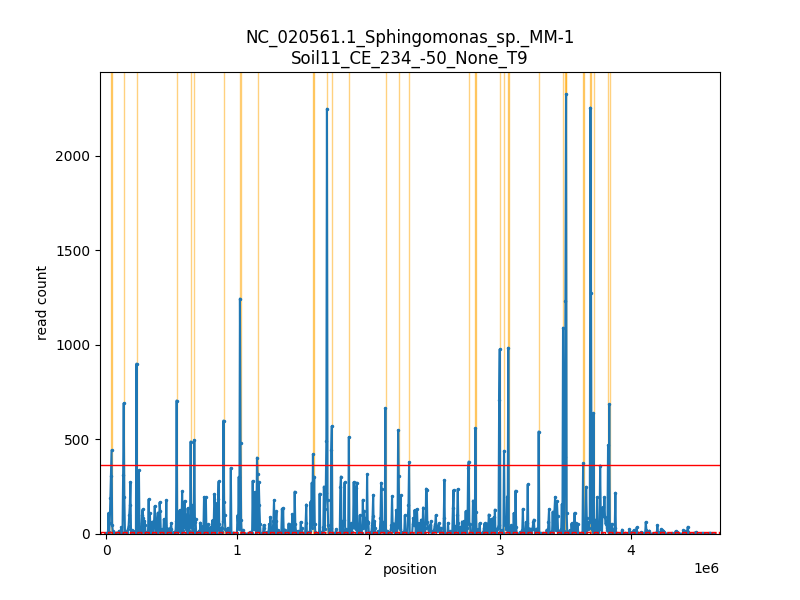 NC_020561.1_Sphingomonas_sp._MM-1
Soil11_CE_234_-50_None_T9
read count
2000
1500
1000
500
0
0 1 2 3 4
1e6
position